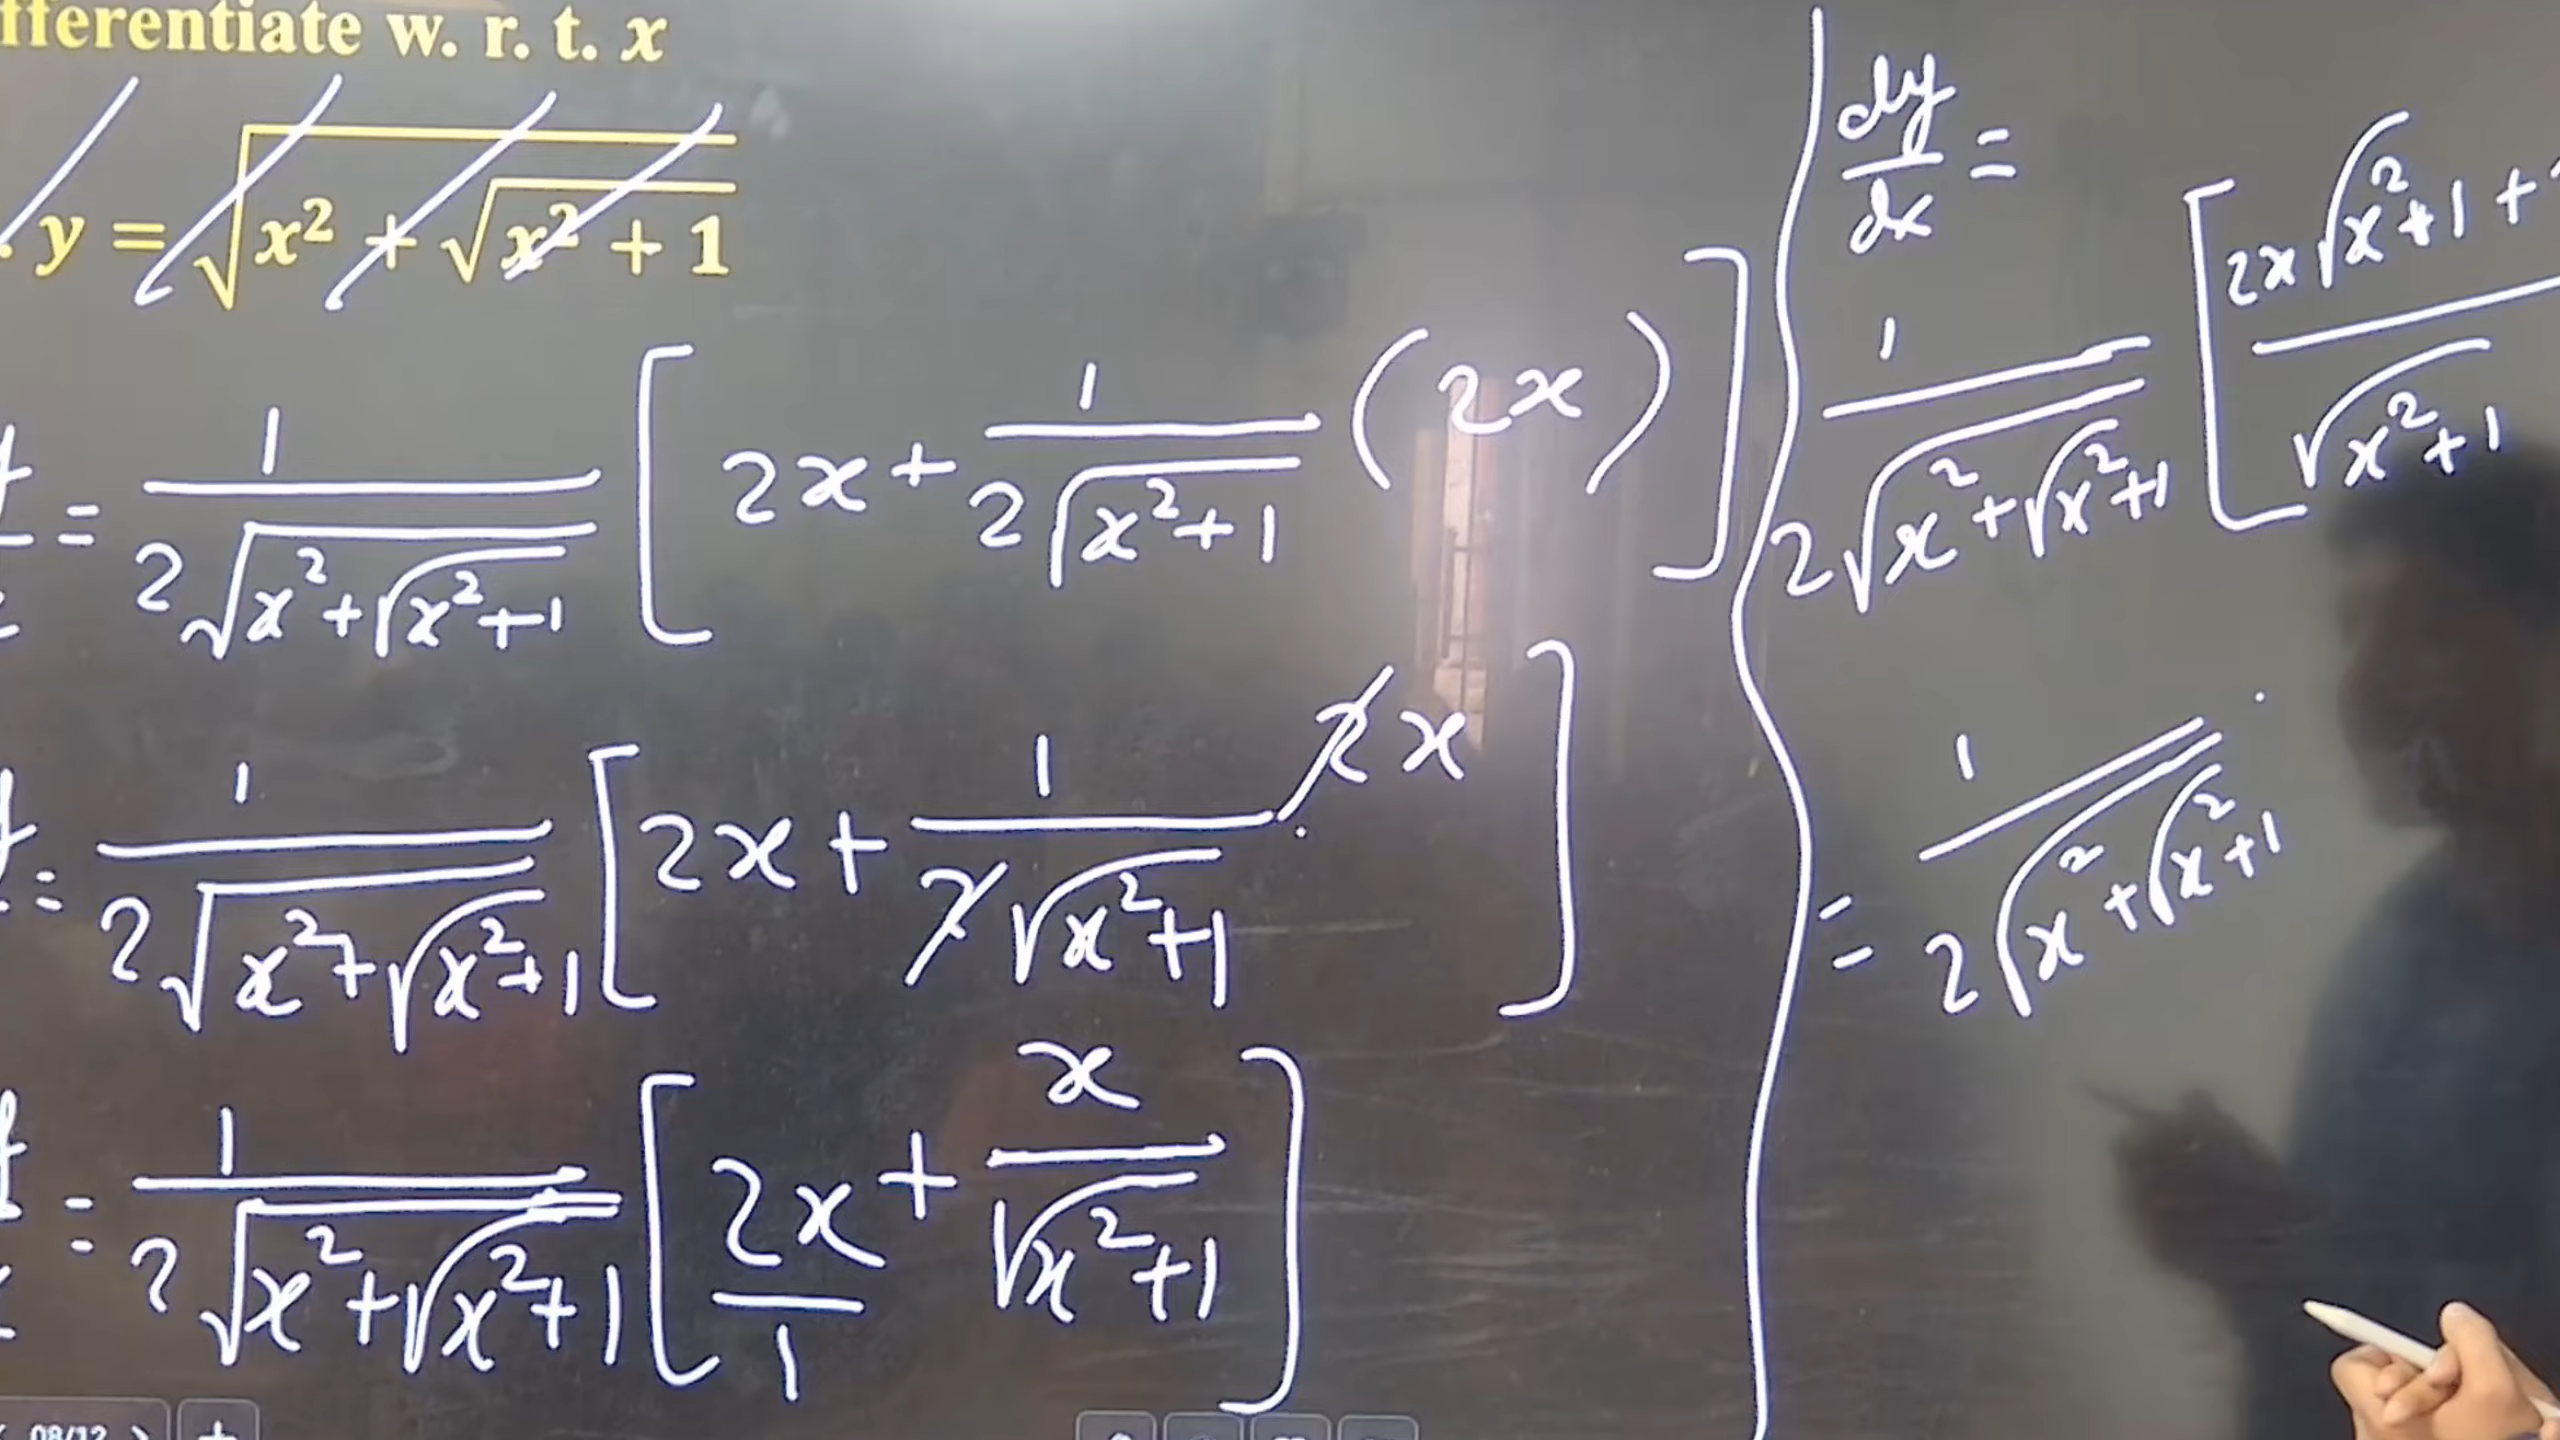 fferentiate w. r. t. x
. y = √(x² + √(x² + 1))
= 1/(2√(x²+√(x²+1))) [2x + 1/(2√(x²+1)) (2x)]
= 1/(2√(x²+√(x²+1))) [2x + 1/(2√(x²+1)) · 2x]
= 1/(2√(x²+√(x²+1))) [2x/1 + x/√(x²+1)]
dy/dx =
1/(2√(x²+√(x²+1))) [(2x√(x²+1) + /√(x²+1)
= 1/(2√(x²+√(x²+1))) ·
08/12